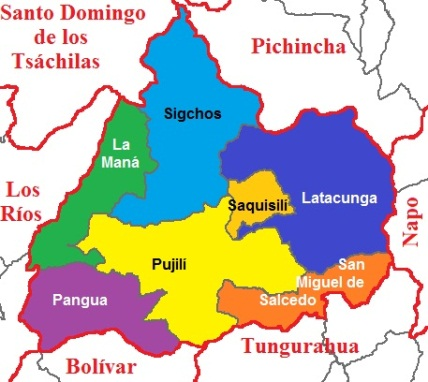 Santo Domingo
de los
Tsáchilas
Pichincha
Sigchos
La
Maná
Los
Ríos
Saquisilí
Latacunga
Napo
Pujilí
San
Miguel de
Salcedo
Pangua
Bolívar
Tungurahua